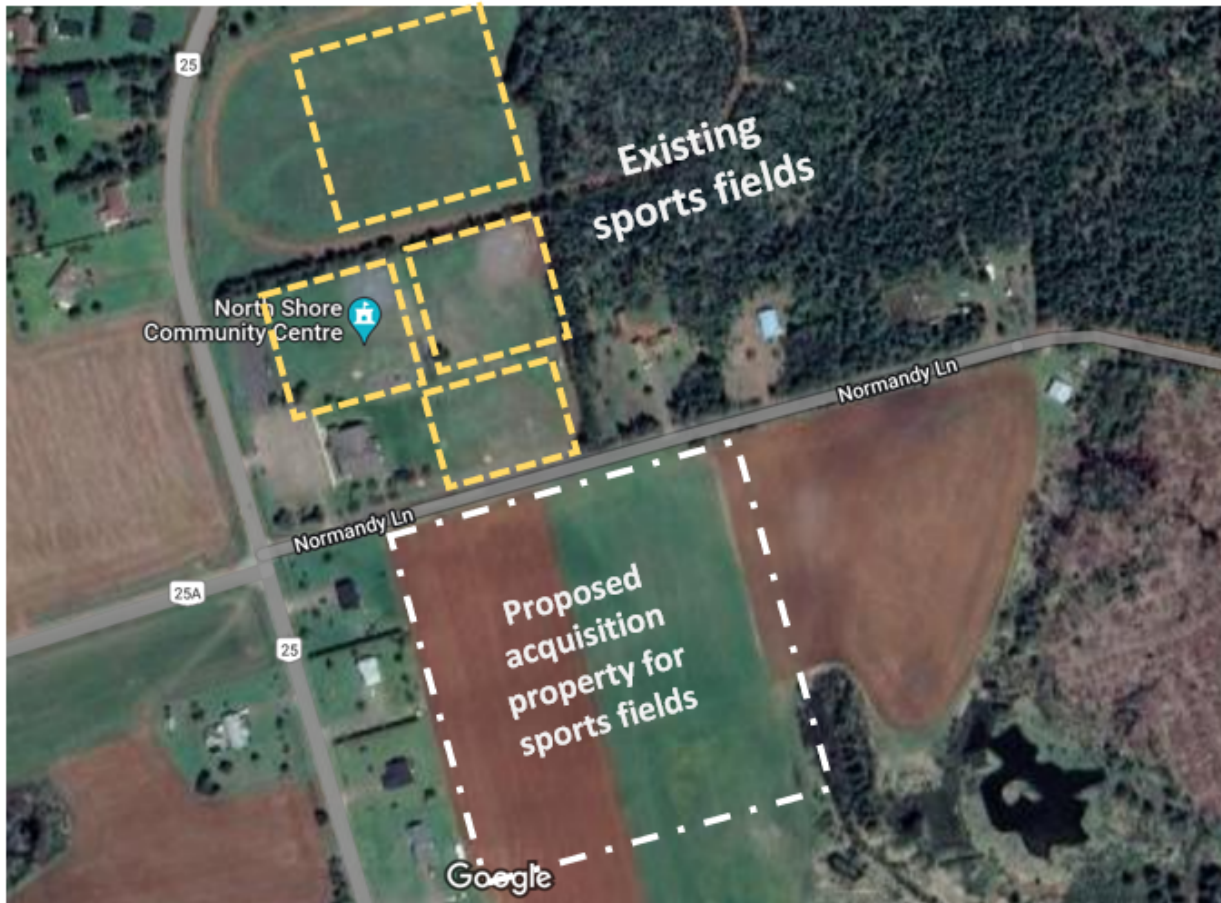 25
Existing
sports fields
North Shore
Community Centre
Normandy Ln
Normandy Ln
25A
25
Proposed
acquisition
property for
sports fields
Google